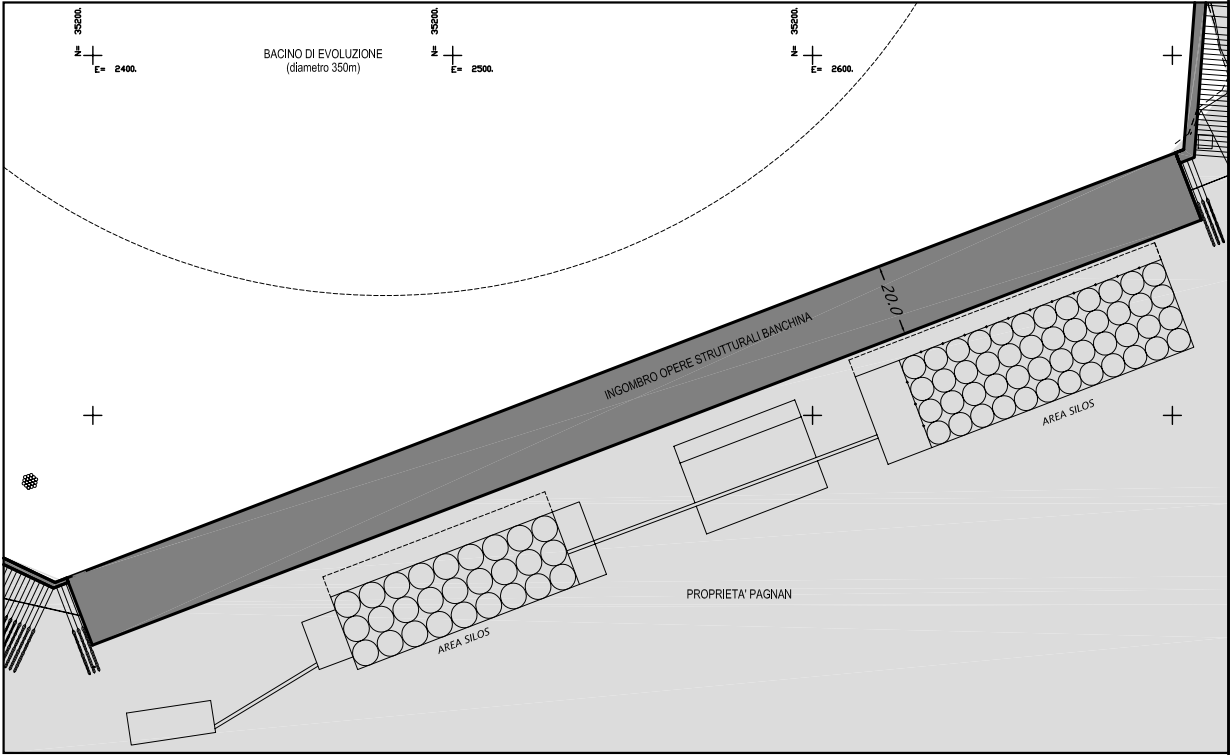 N= 35200.
E= 2400.
BACINO DI EVOLUZIONE
(diametro 350m)
N= 35200.
E= 2500.
N= 35200.
E= 2600.
20.0
INGOMBRO OPERE STRUTTURALI BANCHINA
AREA SILOS
PROPRIETA' PAGNAN
AREA SILOS